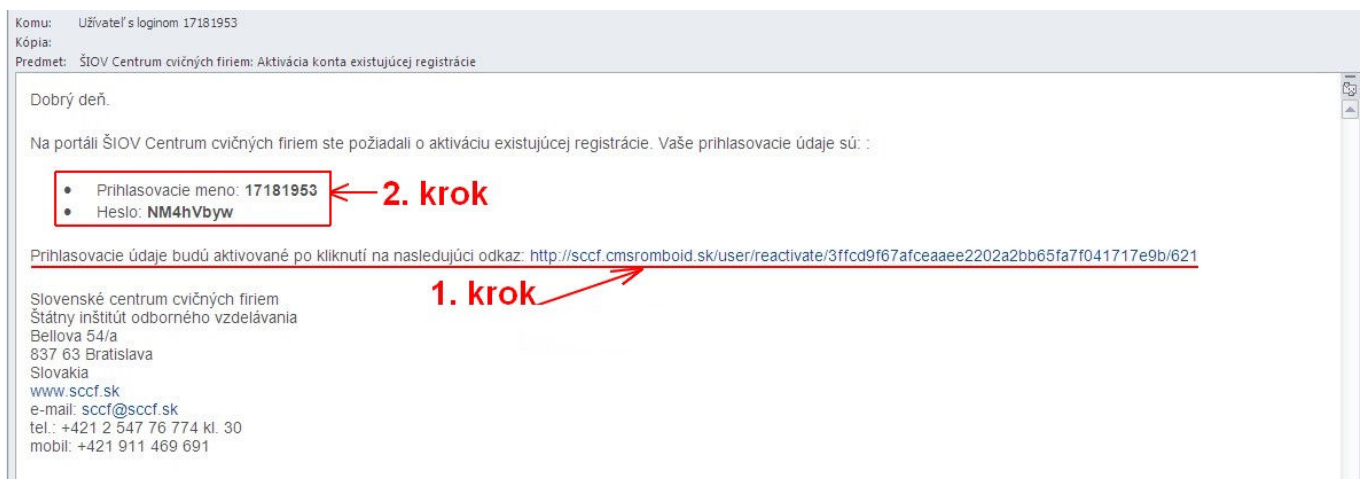 Komu: Užívateľ s loginom 17181953
Kópia:
Predmet: ŠIOV Centrum cvičných firiem: Aktivácia konta existujúcej registrácie
Dobrý deň.
Na portáli ŠIOV Centrum cvičných firiem ste požiadali o aktiváciu existujúcej registrácie. Vaše prihlasovacie údaje sú: :
• Prihlasovacie meno: 17181953
2. krok
• Heslo: NM4hVbyw
Prihlasovacie údaje budú aktivované po kliknutí na nasledujúci odkaz: http://sccf.cmsromboid.sk/user/reactivate/3ffcd9f67afceaaee2202a2bb65fa7f041717e9b/621
1. krok
Slovenské centrum cvičných firiem
Štátny inštitút odborného vzdelávania
Bellova 54/a
837 63 Bratislava
Slovakia
www.sccf.sk
e-mail: sccf@sccf.sk
tel.: +421 2 547 76 774 kl. 30
mobil: +421 911 469 691